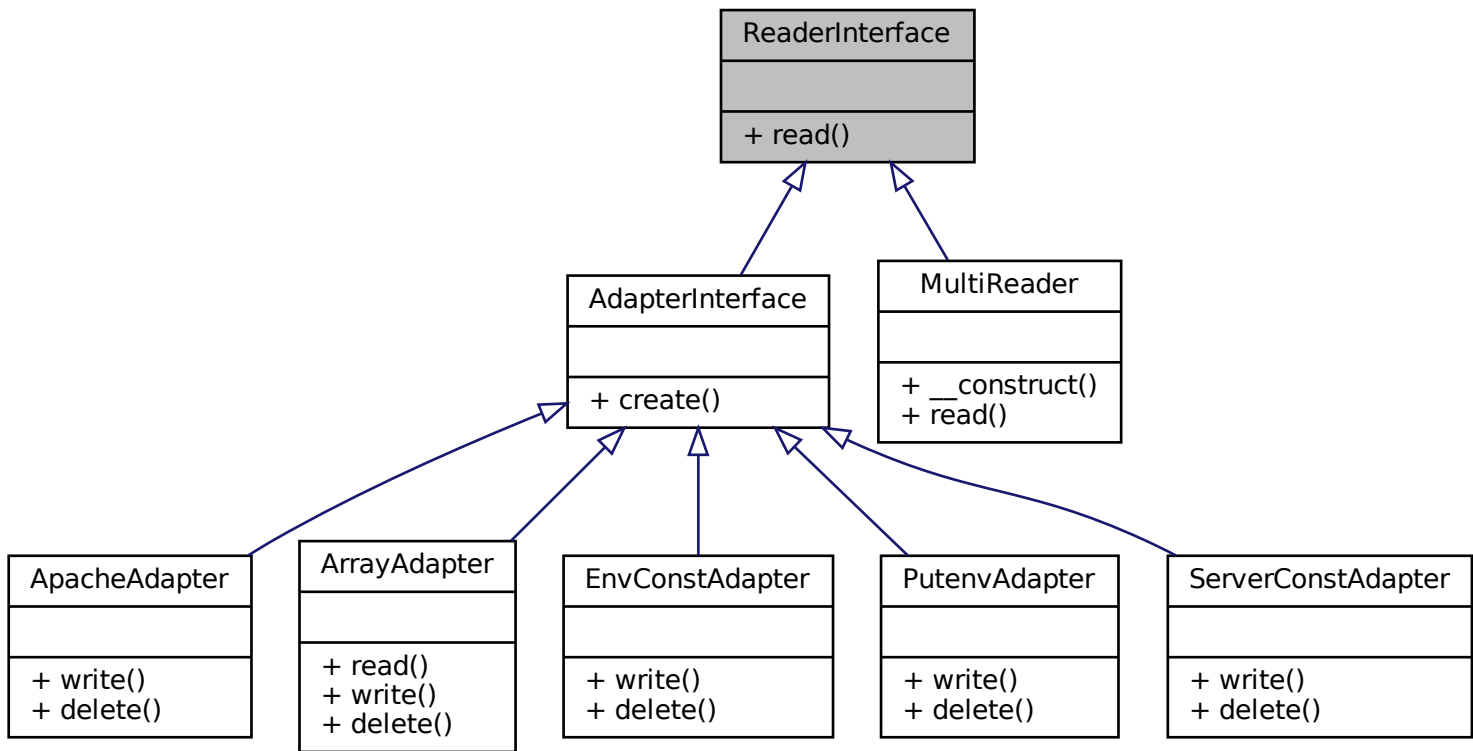 ReaderInterface
+ read()
AdapterInterface
+ create()
MultiReader
+ __construct()
+ read()
ApacheAdapter
+ write()
+ delete()
ArrayAdapter
+ read()
+ write()
+ delete()
EnvConstAdapter
+ write()
+ delete()
PutenvAdapter
+ write()
+ delete()
ServerConstAdapter
+ write()
+ delete()